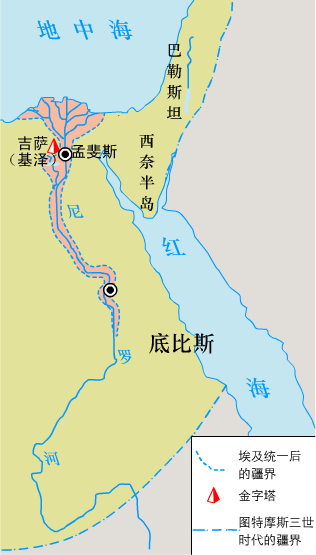 地中海
巴勒斯坦
吉萨
（基泽）
孟斐斯
西奈半岛
尼罗河
红海
底比斯
埃及统一后
的疆界
金字塔
图特摩斯三世
时代的疆界